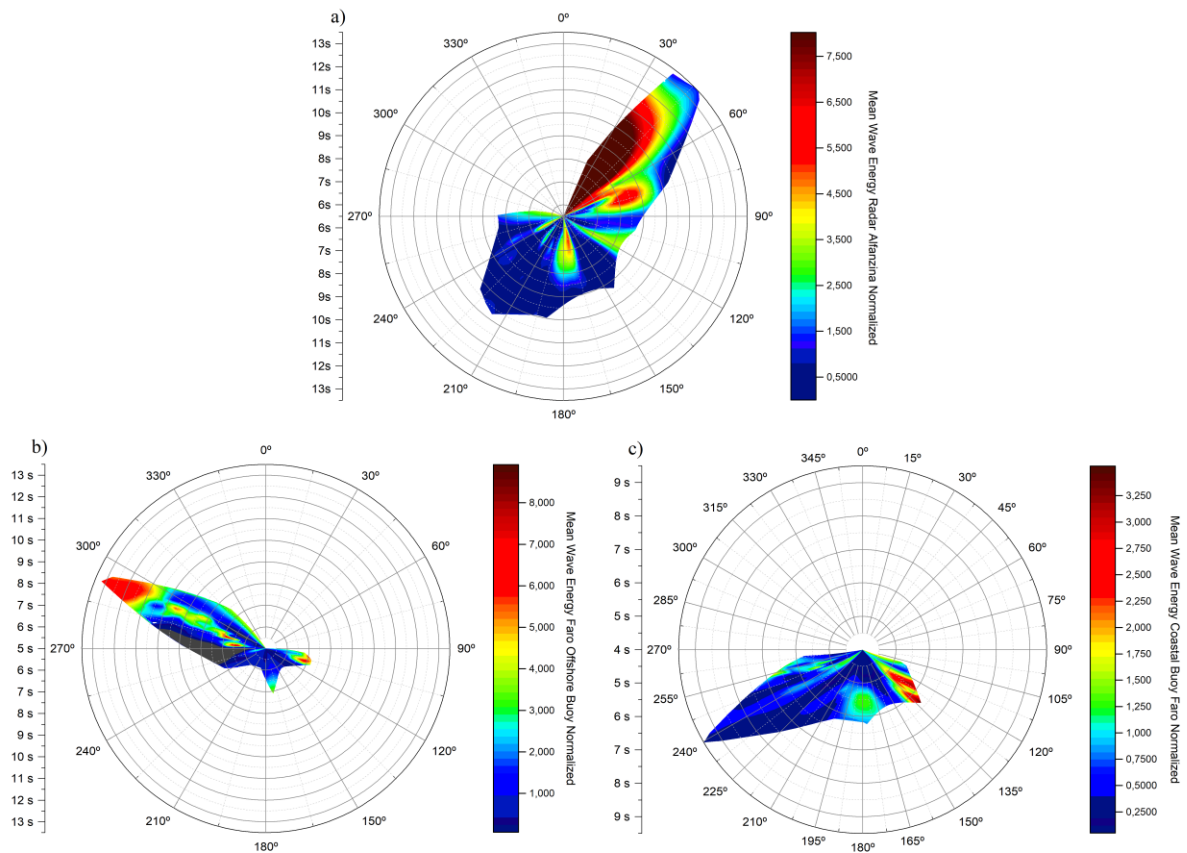 a)
0º
30º
60º
90º
120º
150º
180º
210º
240º
270º
300º
330º
13s
12s
11s
10s
9s
8s
7s
6s
6s
7s
8s
9s
10s
11s
12s
13s
7,500
6,500
5,500
4,500
3,500
2,500
1,500
0,5000
Mean Wave Energy Radar Alfanzina Normalized
b)
0º
30º
60º
90º
120º
150º
180º
210º
240º
270º
300º
330º
13 s
12 s
11 s
10 s
9 s
8 s
7 s
6 s
5 s
6 s
7 s
8 s
9 s
10 s
11 s
12 s
13 s
8,000
7,000
6,000
5,000
4,000
3,000
2,000
1,000
Mean Wave Energy Faro Offshore Buoy Normalized
c)
0º
15º
30º
45º
60º
75º
90º
105º
120º
135º
150º
165º
180º
195º
210º
225º
240º
255º
270º
285º
300º
315º
330º
345º
9 s
8 s
7 s
6 s
5 s
4 s
5 s
6 s
7 s
8 s
9 s
3,250
3,000
2,750
2,500
2,250
2,000
1,750
1,500
1,250
1,000
0,7500
0,5000
0,2500
Mean Wave Energy Coastal Buoy Faro Normalized